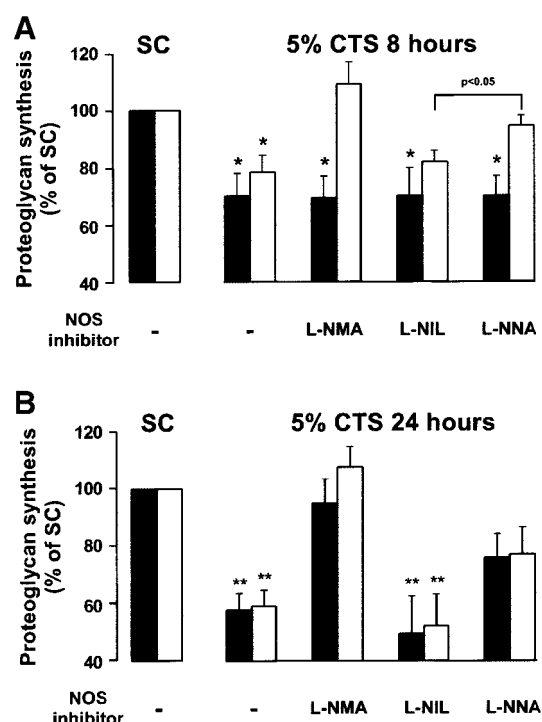 A
SC
5% CTS 8 hours
Proteoglycan synthesis
(% of SC)
120
100
80
60
40
* * * * *
p<0.05
NOS
inhibitor
- - L-NMA L-NIL L-NNA
B
SC
5% CTS 24 hours
Proteoglycan synthesis
(% of SC)
120
100
80
60
40
** ** ** **
NOS
inhibitor
- - L-NMA L-NIL L-NNA